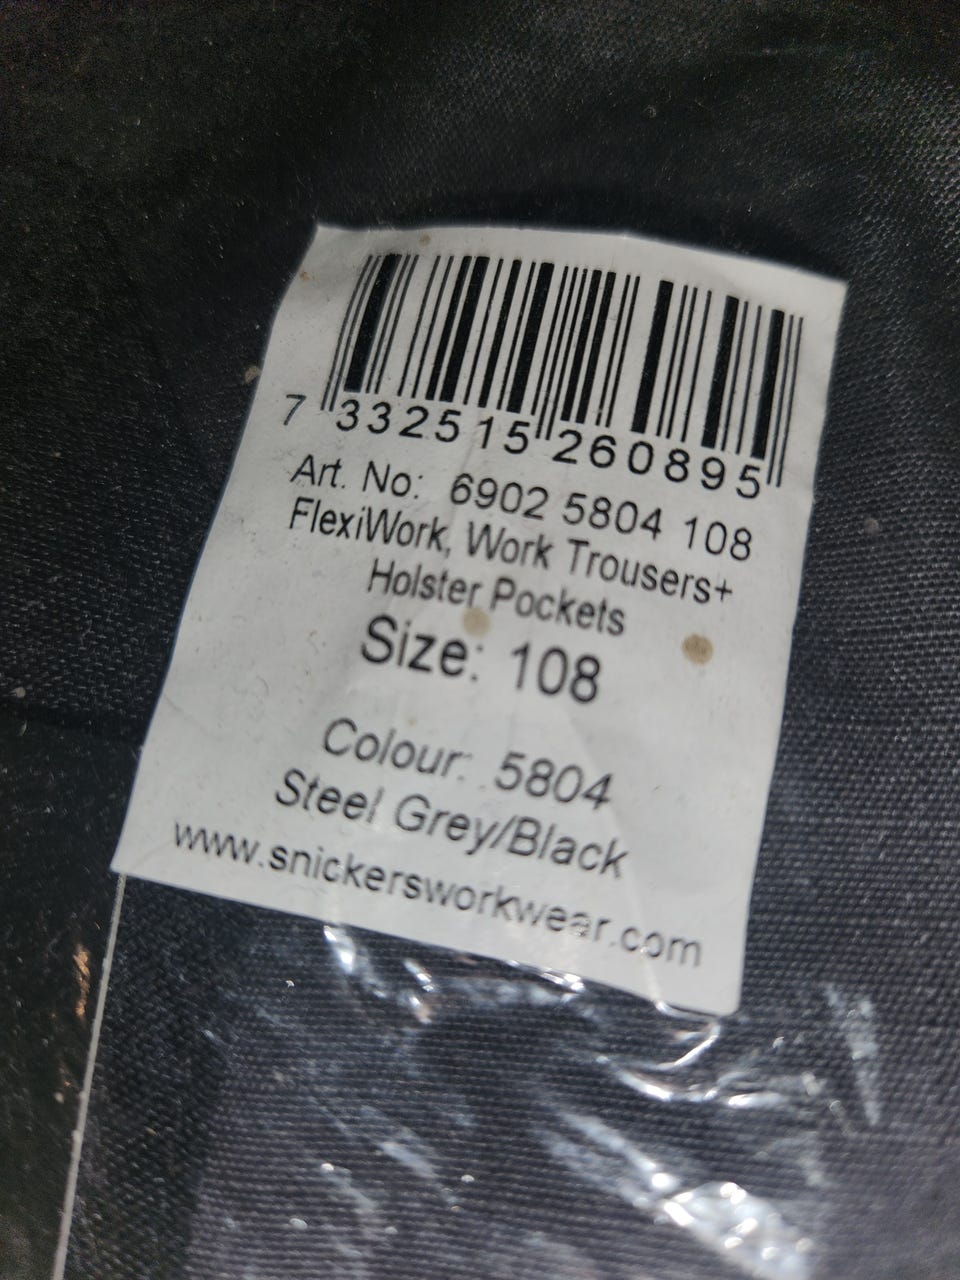 7 332515 260895
Art. No: 6902 5804 108
FlexiWork, Work Trousers+
Holster Pockets
Size: 108
Colour: 5804
Steel Grey/Black
www.snickersworkwear.com